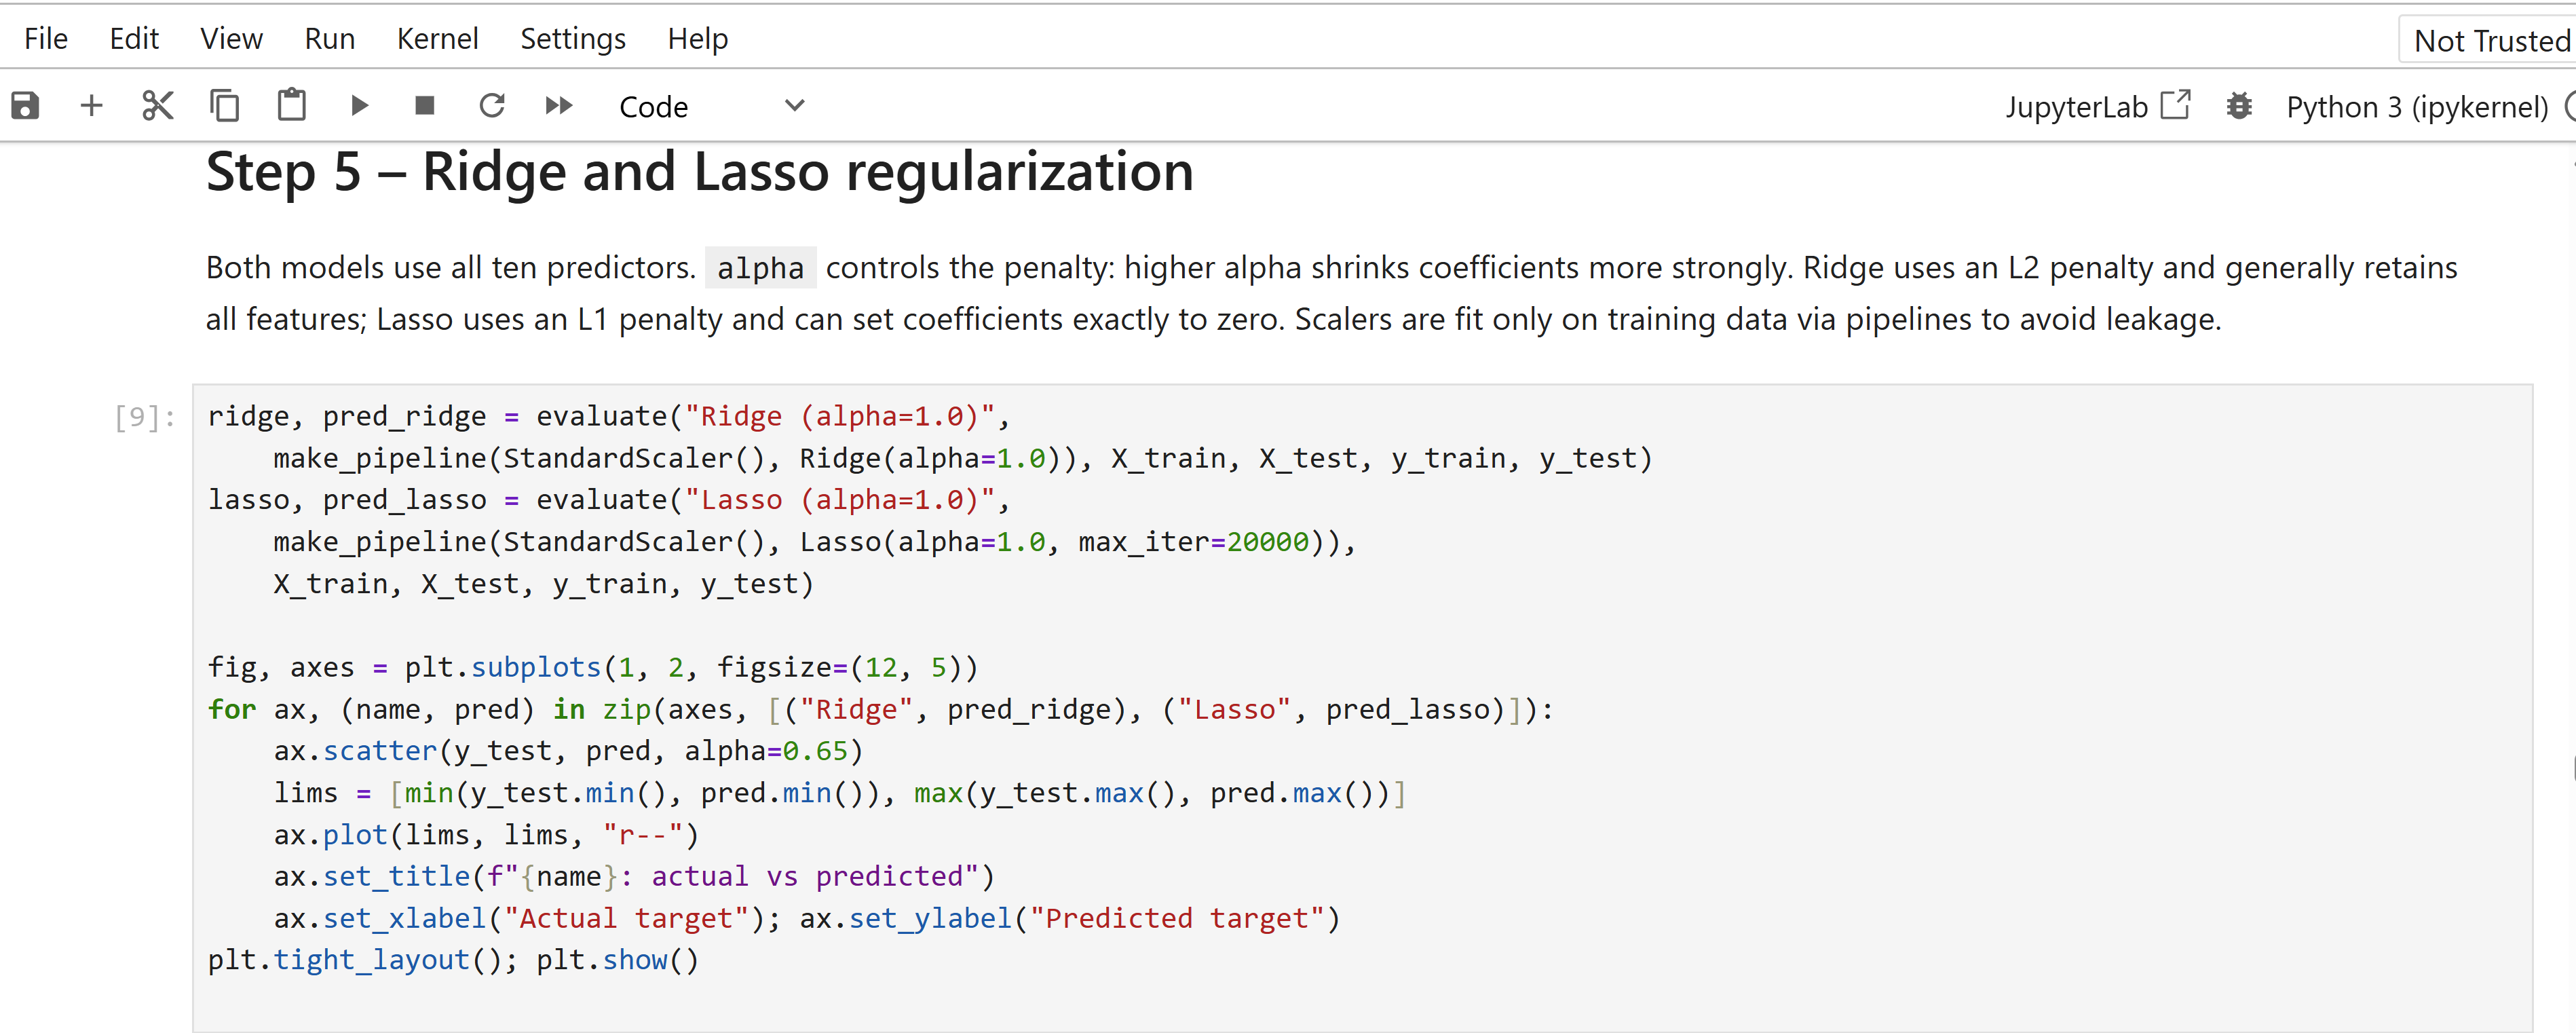 File Edit View Run Kernel Settings Help Not Trusted
Code JupyterLab Python 3 (ipykernel)
Step 5 – Ridge and Lasso regularization
Both models use all ten predictors. alpha controls the penalty: higher alpha shrinks coefficients more strongly. Ridge uses an L2 penalty and generally retains
all features; Lasso uses an L1 penalty and can set coefficients exactly to zero. Scalers are fit only on training data via pipelines to avoid leakage.
[9]: ridge, pred_ridge = evaluate("Ridge (alpha=1.0)",
    make_pipeline(StandardScaler(), Ridge(alpha=1.0)), X_train, X_test, y_train, y_test)
lasso, pred_lasso = evaluate("Lasso (alpha=1.0)",
    make_pipeline(StandardScaler(), Lasso(alpha=1.0, max_iter=20000)),
    X_train, X_test, y_train, y_test)
fig, axes = plt.subplots(1, 2, figsize=(12, 5))
for ax, (name, pred) in zip(axes, [("Ridge", pred_ridge), ("Lasso", pred_lasso)]):
    ax.scatter(y_test, pred, alpha=0.65)
    lims = [min(y_test.min(), pred.min()), max(y_test.max(), pred.max())]
    ax.plot(lims, lims, "r--")
    ax.set_title(f"{name}: actual vs predicted")
    ax.set_xlabel("Actual target"); ax.set_ylabel("Predicted target")
plt.tight_layout(); plt.show()